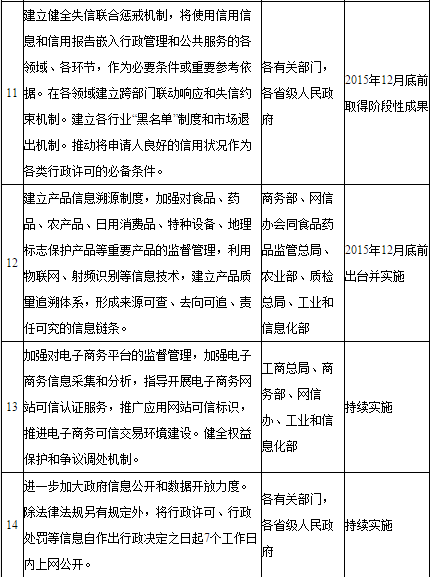 11
建立健全失信联合惩戒机制，将使用信用信
息和信用报告嵌入行政管理和公共服务的各
领域、各环节，作为必要条件或重要参考依
据。在各领域建立跨部门联动响应和失信约
束机制。建立各行业“黑名单”制度和市场退
出机制。推动将申请人良好的信用状况作为
各类行政许可的必备条件。
各有关部门，
各省级人民政
府
2015年12月底前
取得阶段性成果
12
建立产品信息溯源制度，加强对食品、药
品、农产品、日用消费品、特种设备、地理
标志保护产品等重要产品的监督管理，利用
物联网、射频识别等信息技术，建立产品质
量追溯体系，形成来源可查、去向可追、责
任可究的信息链条。
商务部、网信
办会同食品药
品监管总局、
农业部、质检
总局、工业和
信息化部
2015年12月底前
出台并实施
13
加强对电子商务平台的监督管理，加强电子
商务信息采集和分析，指导开展电子商务网
站可信认证服务，推广应用网站可信标识，
推进电子商务可信交易环境建设。健全权益
保护和争议调处机制。
工商总局、商
务部、网信
办、工业和信
息化部
持续实施
14
进一步加大政府信息公开和数据开放力度。
除法律法规另有规定外，将行政许可、行政
处罚等信息自作出行政决定之日起7个工作日
内上网公开。
各有关部门，
各省级人民政
府
持续实施